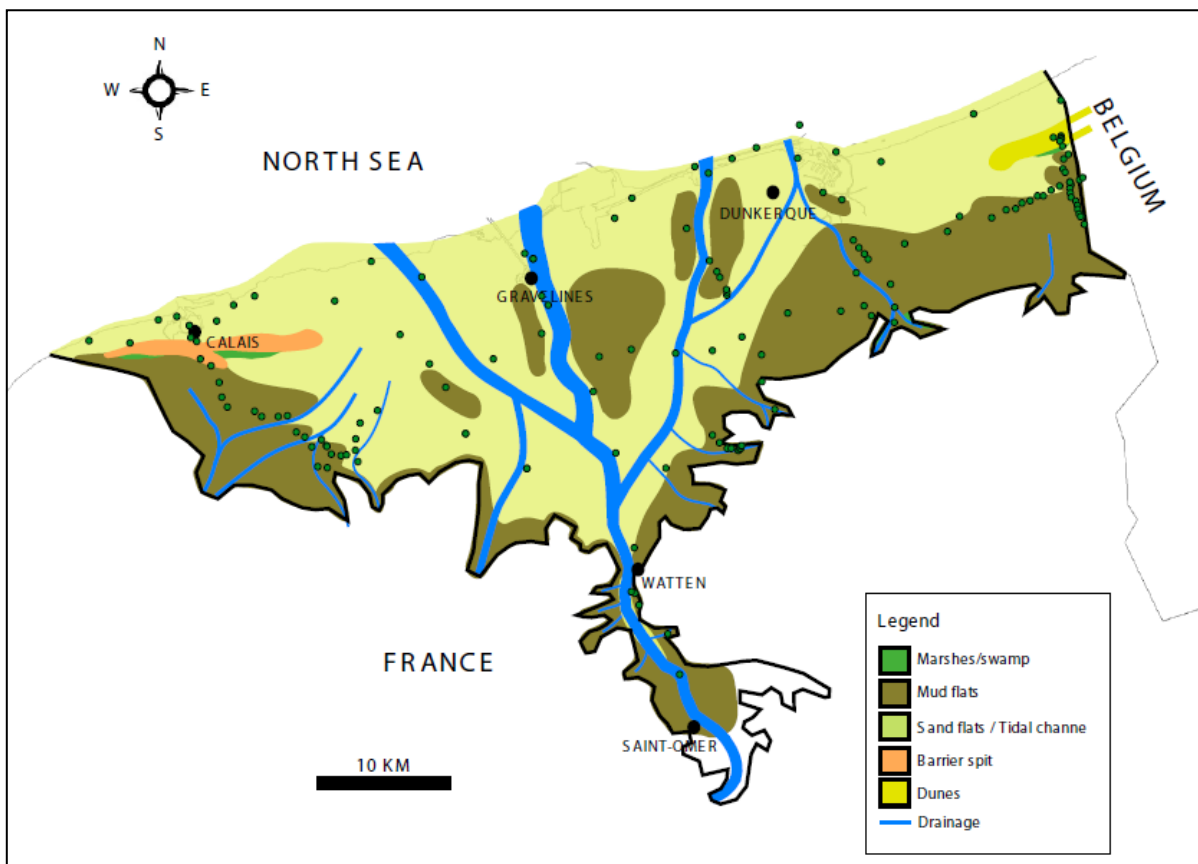 N
W E
S
NORTH SEA
BELGIUM
DUNKERQUE
GRAVELINES
CALAIS
WATTEN
FRANCE
SAINT-OMER
10 KM
Legend
Marshes/swamp
Mud flats
Sand flats / Tidal channe
Barrier spit
Dunes
Drainage